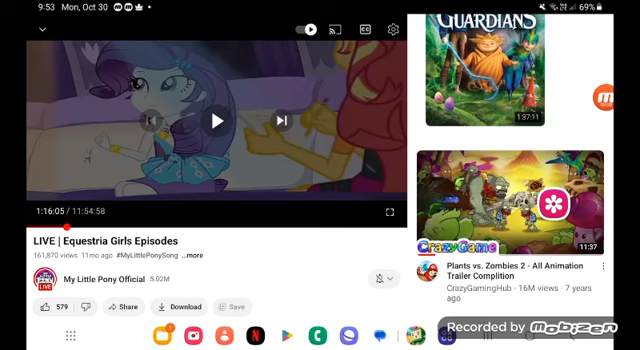 9:53 Mon, Oct 30
69%
GUARDIANS
1:37:11
1:16:05 / 11:54:58
LIVE | Equestria Girls Episodes
161,870 views 11mo ago #MyLittlePonySong ...more
LIVE
My Little Pony Official 5.02M
579
Share
Download
Save
CrazyGame
11:37
Plants vs. Zombies 2 - All Animation
Trailer Complition
CrazyGamingHub · 16M views · 7 years
ago
Recorded by Mobizen